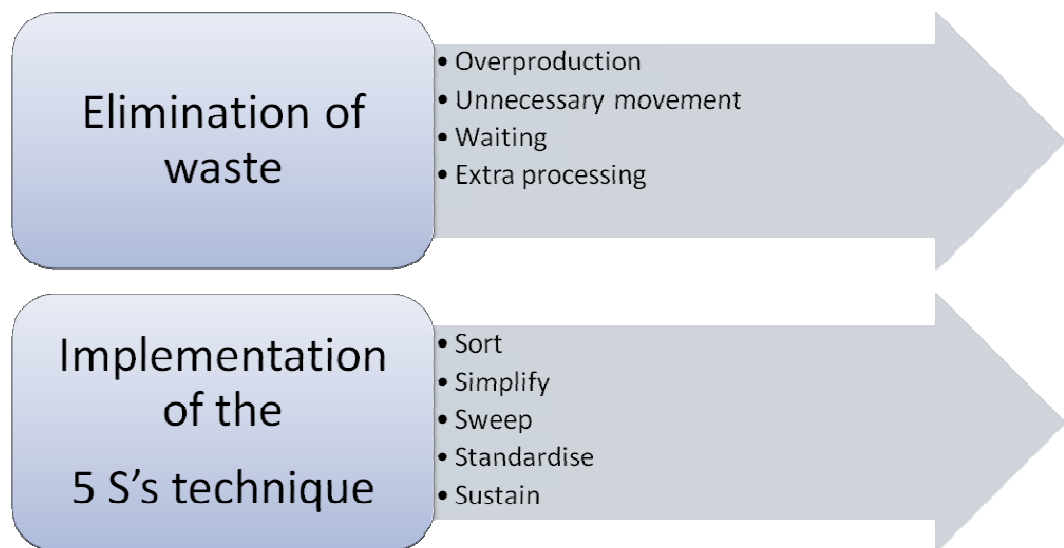 Elimination of
waste
• Overproduction
• Unnecessary movement
• Waiting
• Extra processing
Implementation
of the
5 S’s technique
• Sort
• Simplify
• Sweep
• Standardise
• Sustain